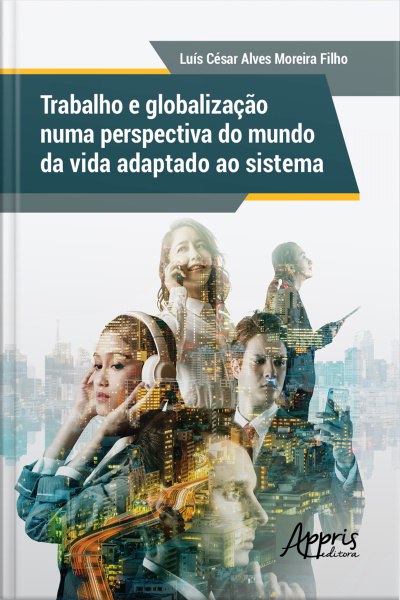 Luís César Alves Moreira Filho
Trabalho e globalização
numa perspectiva do mundo
da vida adaptado ao sistema
Appris
editora